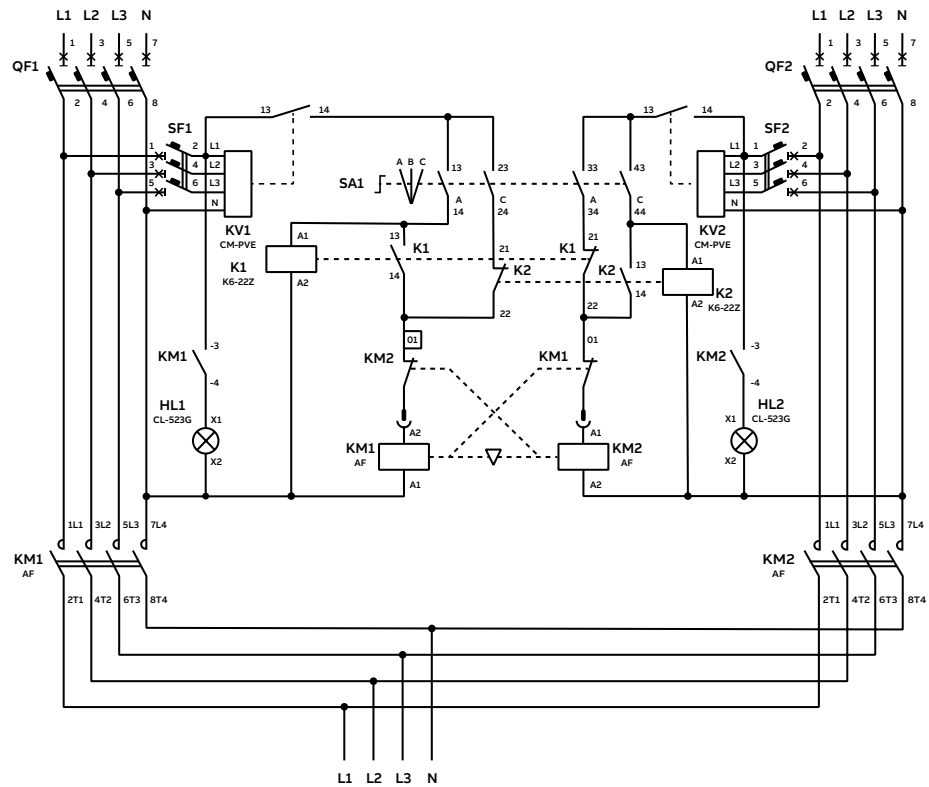 L1 L2 L3 N
L1 L2 L3 N
1 3 5 7
1 3 5 7
QF1
QF2
2 4 6 8
2 4 6 8
13 14
13 14
SF1
SF2
1 2 L1
3 4 L2
5 6 L3
N
L1 1 2
L2 3 4
L3 5 6
N
A B C
SA1
13 23 33 43
A C A C
14 24 34 44
KV1
CM-PVE
KV2
CM-PVE
A1
K1
K6-22Z
A2
13
K1
14
21
K2
22
21
K1
22
13
K2
14
A1
K2
A2
K6-22Z
01
01
KM1
-3
-4
KM2
KM1
KM2
-3
-4
HL1
CL-523G
X1
X2
HL2
CL-523G
X1
X2
A2
KM1
AF
A1
A1
KM2
AF
A2
1L1 3L2 5L3 7L4
1L1 3L2 5L3 7L4
KM1
AF
KM2
AF
2T1 4T2 6T3 8T4
2T1 4T2 6T3 8T4
L1 L2 L3 N